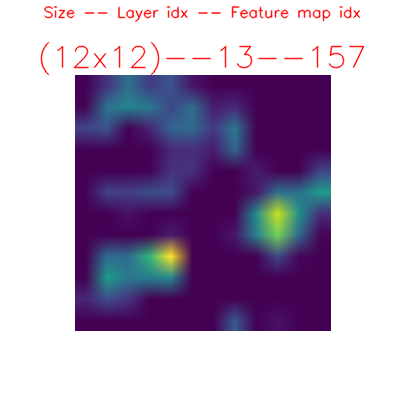 Size -- Layer idx -- Feature map idx
(12x12)--13--157